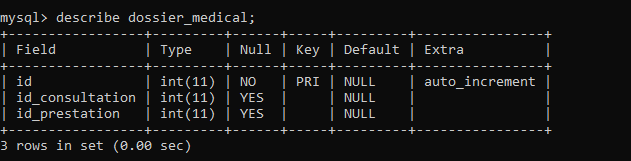 mysql> describe dossier_medical;
+-----------------+---------+------+-----+---------+----------------+
| Field           | Type    | Null | Key | Default | Extra          |
+-----------------+---------+------+-----+---------+----------------+
| id              | int(11) | NO   | PRI | NULL    | auto_increment |
| id_consultation | int(11) | YES  |     | NULL    |                |
| id_prestation   | int(11) | YES  |     | NULL    |                |
+-----------------+---------+------+-----+---------+----------------+
3 rows in set (0.00 sec)